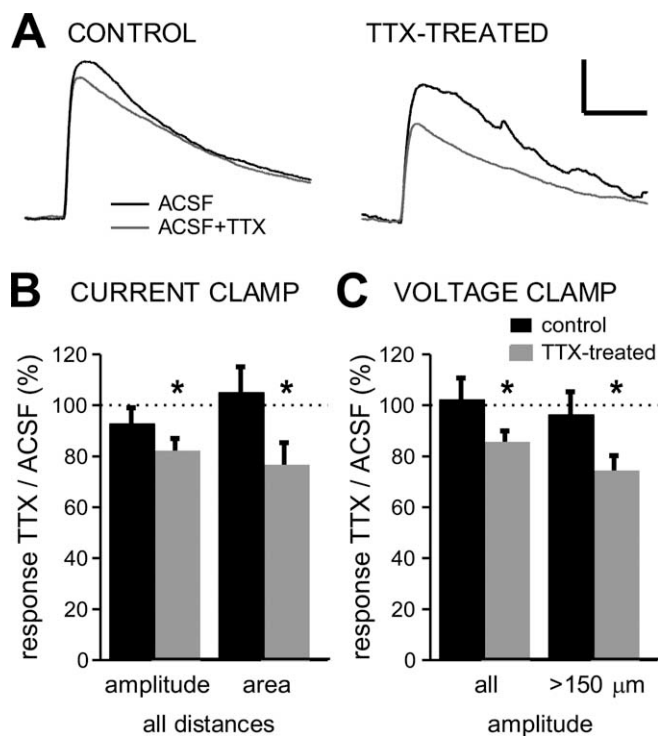 A CONTROL TTX-TREATED
ACSF
ACSF+TTX
B CURRENT CLAMP
response TTX / ACSF (%)
120
100
80
60
40
20
0
* *
amplitude area
all distances
C VOLTAGE CLAMP
control
TTX-treated
response TTX / ACSF (%)
120
100
80
60
40
20
0
* *
all >150 μm
amplitude